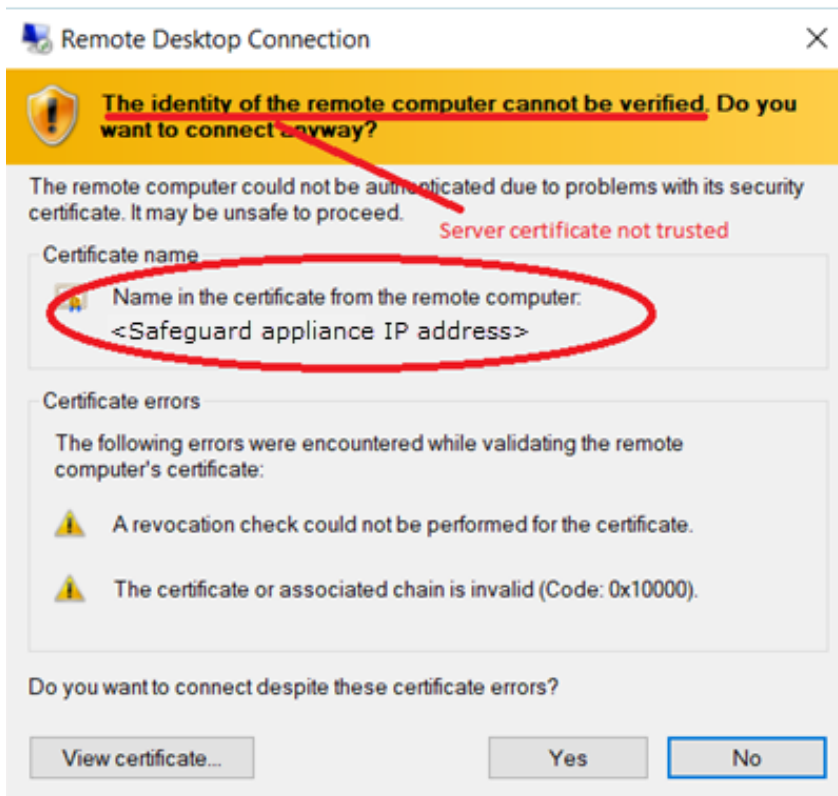 Remote Desktop Connection
The identity of the remote computer cannot be verified. Do you
want to connect anyway?
The remote computer could not be authenticated due to problems with its security
certificate. It may be unsafe to proceed.
Server certificate not trusted
Certificate name
Name in the certificate from the remote computer:
<Safeguard appliance IP address>
Certificate errors
The following errors were encountered while validating the remote
computer's certificate:
A revocation check could not be performed for the certificate.
The certificate or associated chain is invalid (Code: 0x10000).
Do you want to connect despite these certificate errors?
View certificate...
Yes
No